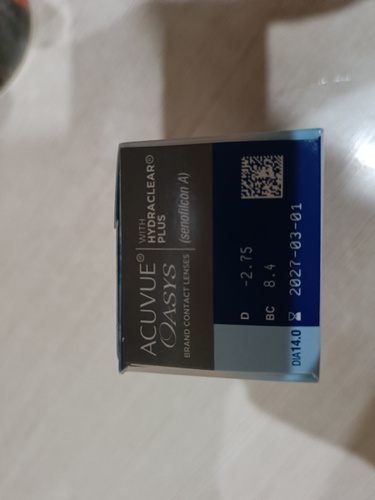 ACUVUE®
OASYS
BRAND CONTACT LENSES
WITH
HYDRACLEAR®
PLUS
(senofilcon A)
D -2.75
BC 8.4
DIA14.0 2027-03-01